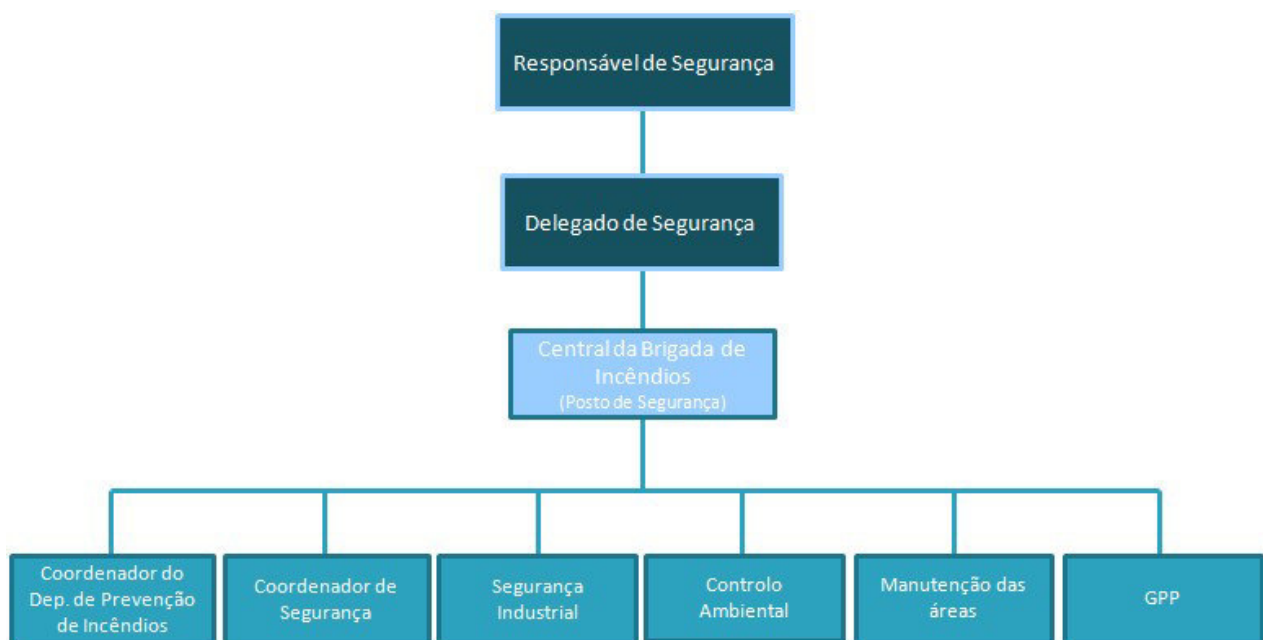 Responsável de Segurança
Delegado de Segurança
Central da Brigada de
Incêndios
(Posto de Segurança)
Coordenador do
Dep. de Prevenção
de Incêndios
Coordenador de
Segurança
Segurança
Industrial
Controlo
Ambiental
Manutenção das
áreas
GPP